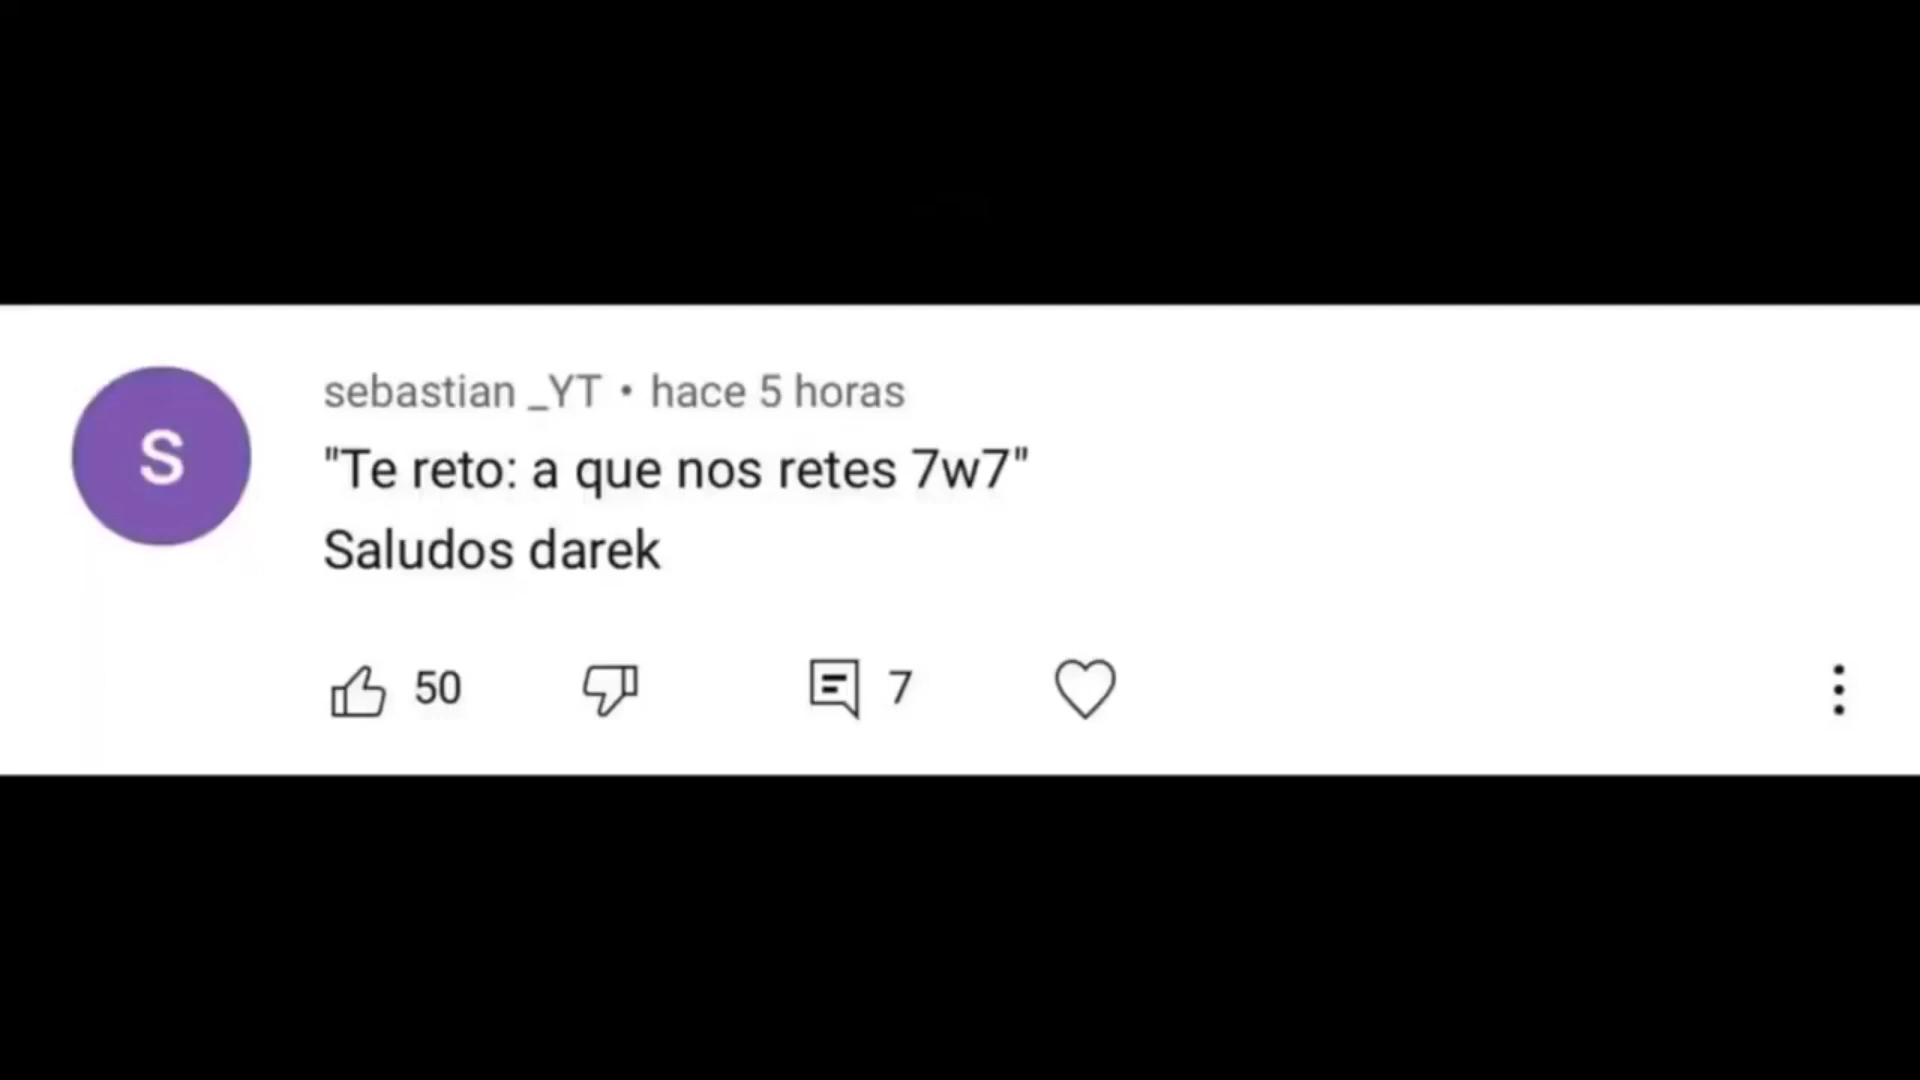 S
sebastian _YT • hace 5 horas
"Te reto: a que nos retes 7w7"
Saludos darek
50 7